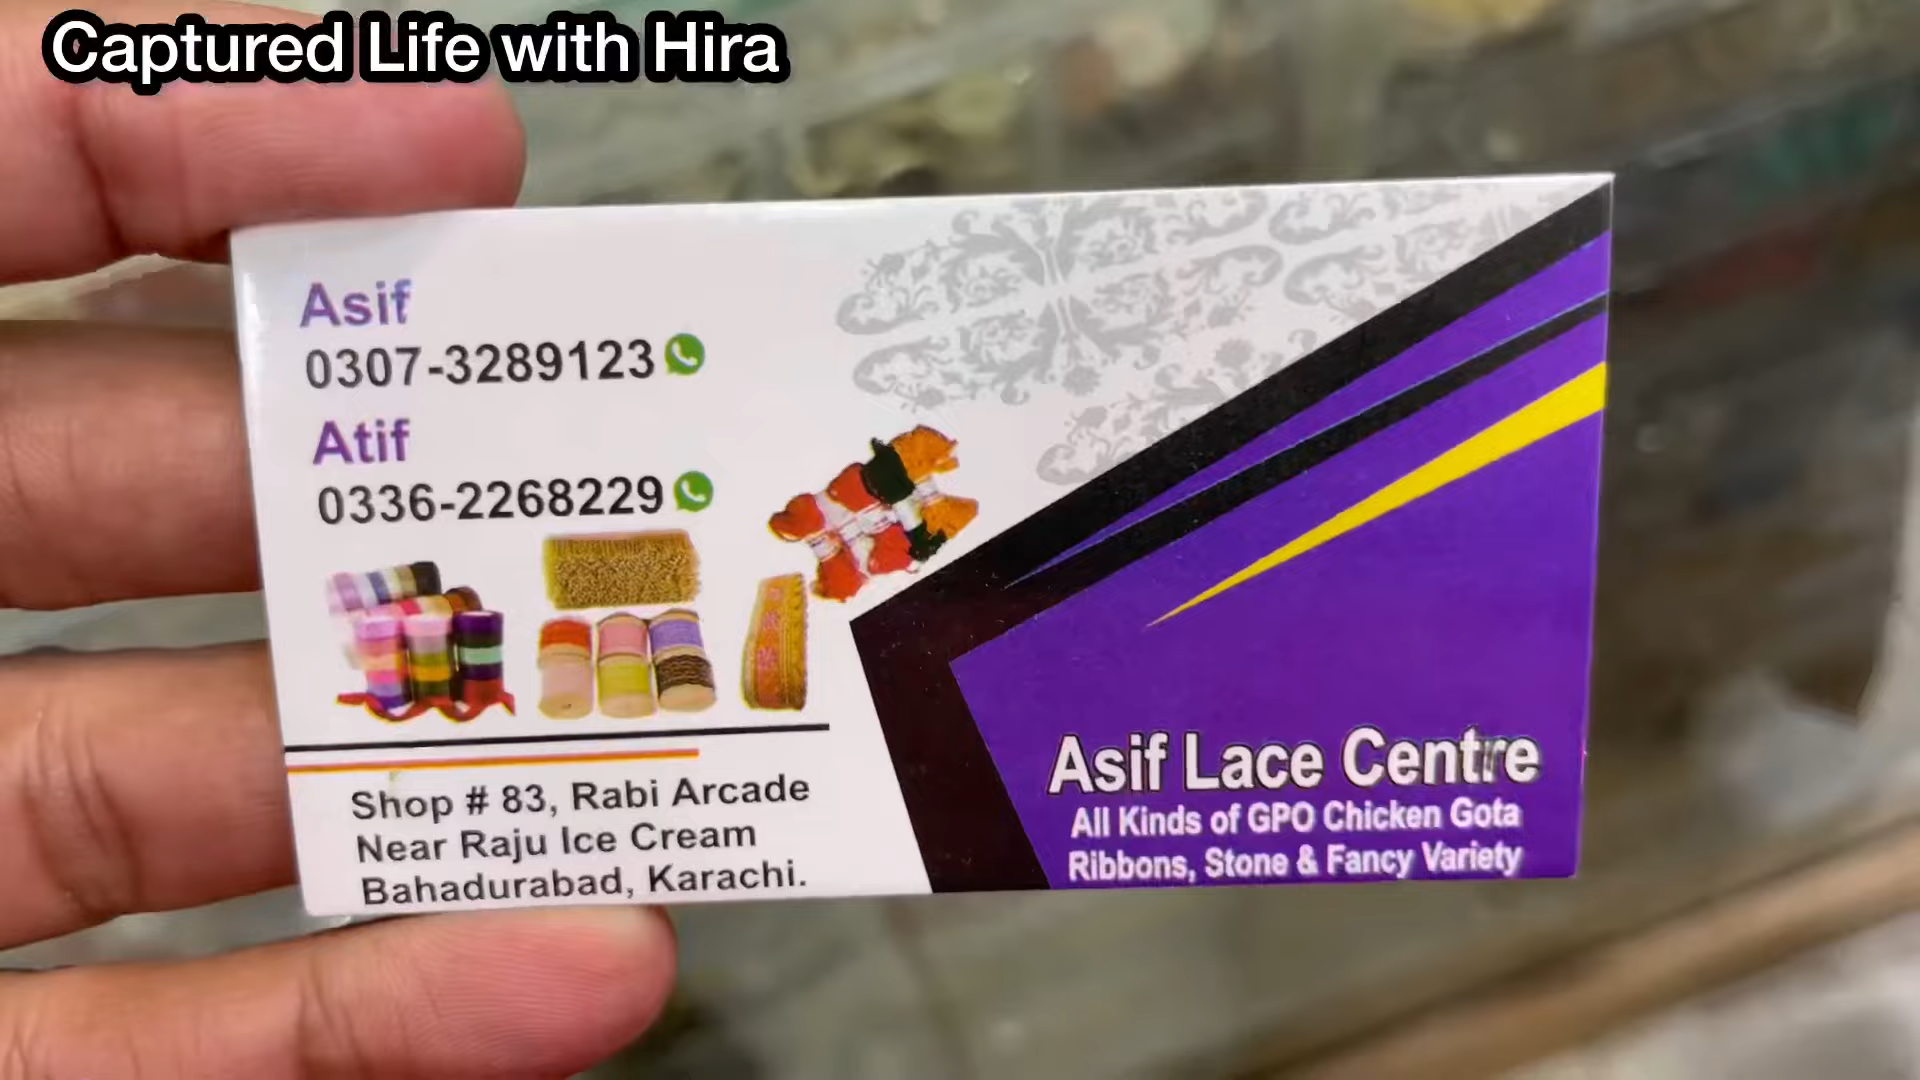 Captured Life with Hira
Asif
0307-3289123
Atif
0336-2268229
Shop # 83, Rabi Arcade
Near Raju Ice Cream
Bahadurabad, Karachi.
Asif Lace Centre
All Kinds of GPO Chicken Gota
Ribbons, Stone & Fancy Variety